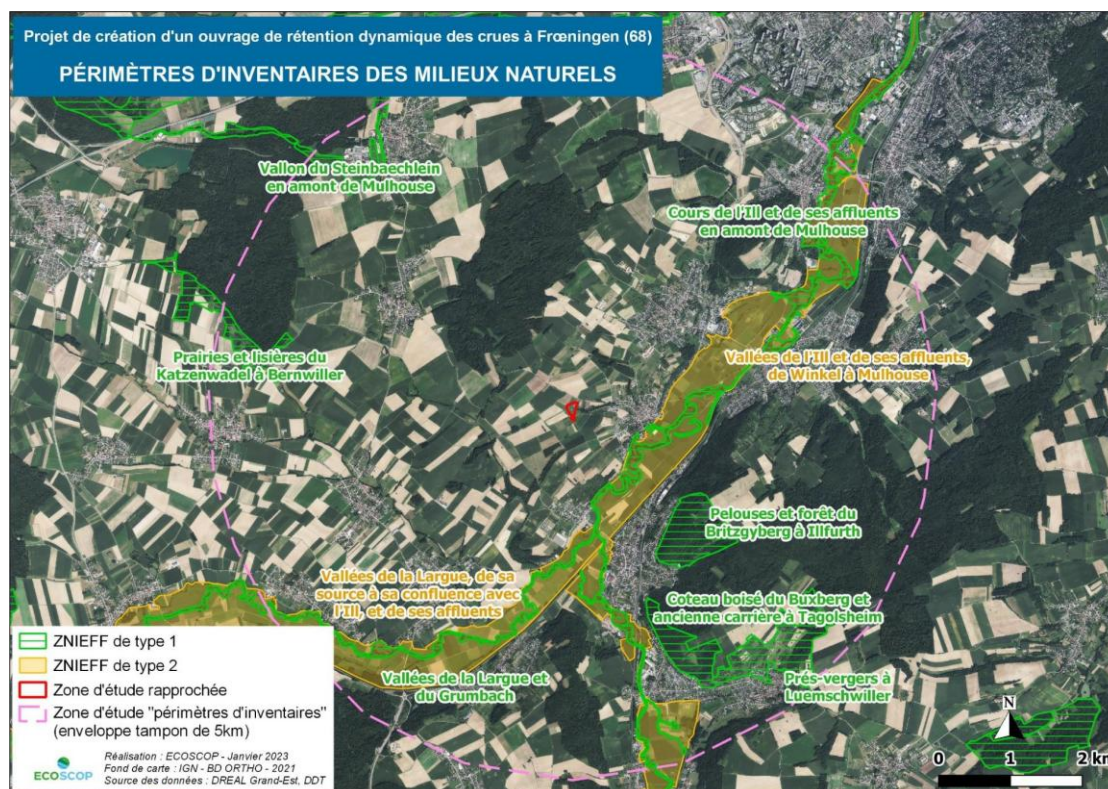 Projet de création d'un ouvrage de rétention dynamique des crues à Frœningen (68)
PÉRIMÈTRES D'INVENTAIRES DES MILIEUX NATURELS
Vallon du Steinbaechlein
en amont de Mulhouse
Cours de l'Ill et de ses affluents
en amont de Mulhouse
Prairies et lisières du
Katzenwadel à Bernwiller
Vallées de l'Ill et de ses affluents,
de Winkel à Mulhouse
Pelouses et forêt du
Britzgyberg à Illfurth
Vallées de la Largue, de sa
source à sa confluence avec
l'Ill, et de ses affluents
Coteau boisé du Buxberg et
ancienne carrière à Tagolsheim
Vallées de la Largue et
du Grumbach
Prés-vergers à
Luemschwiller
ZNIEFF de type 1
ZNIEFF de type 2
Zone d'étude rapprochée
Zone d'étude "périmètres d'inventaires"
(enveloppe tampon de 5km)
ECOSCOP
Réalisation : ECOSCOP - Janvier 2023
Fond de carte : IGN - BD ORTHO - 2021
Source des données : DREAL Grand-Est, DDT
N
0 1 2 km